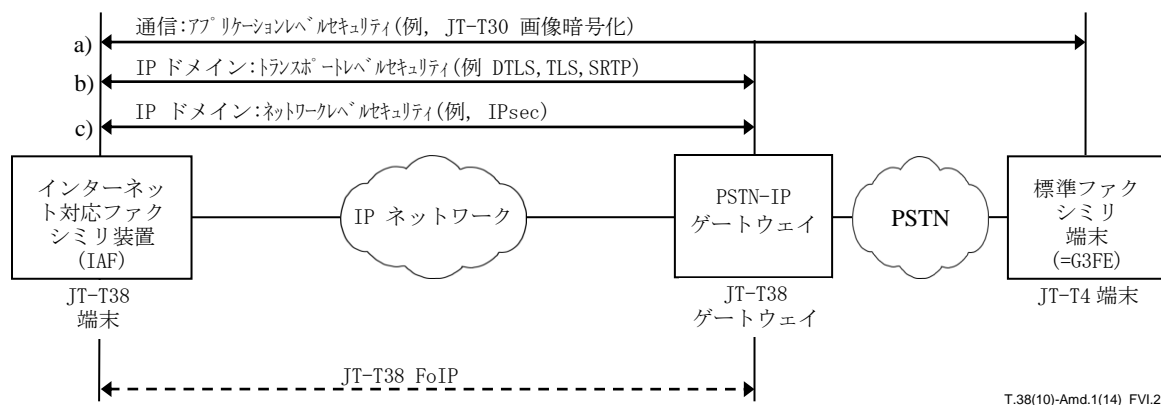 通信:アプリケーションレベルセキュリティ(例, JT-T30 画像暗号化)
a)
IP ドメイン:トランスポートレベルセキュリティ(例 DTLS,TLS,SRTP)
b)
IP ドメイン:ネットワークレベルセキュリティ(例, IPsec)
c)
インターネッ
ト対応ファク
シミリ装置
(IAF)
IP ネットワーク
PSTN-IP
ゲートウェイ
PSTN
標準ファク
シミリ
端末
(=G3FE)
JT-T38
端末
JT-T38
ゲートウェイ
JT-T4 端末
JT-T38 FoIP
T.38(10)-Amd.1(14)_FVI.2